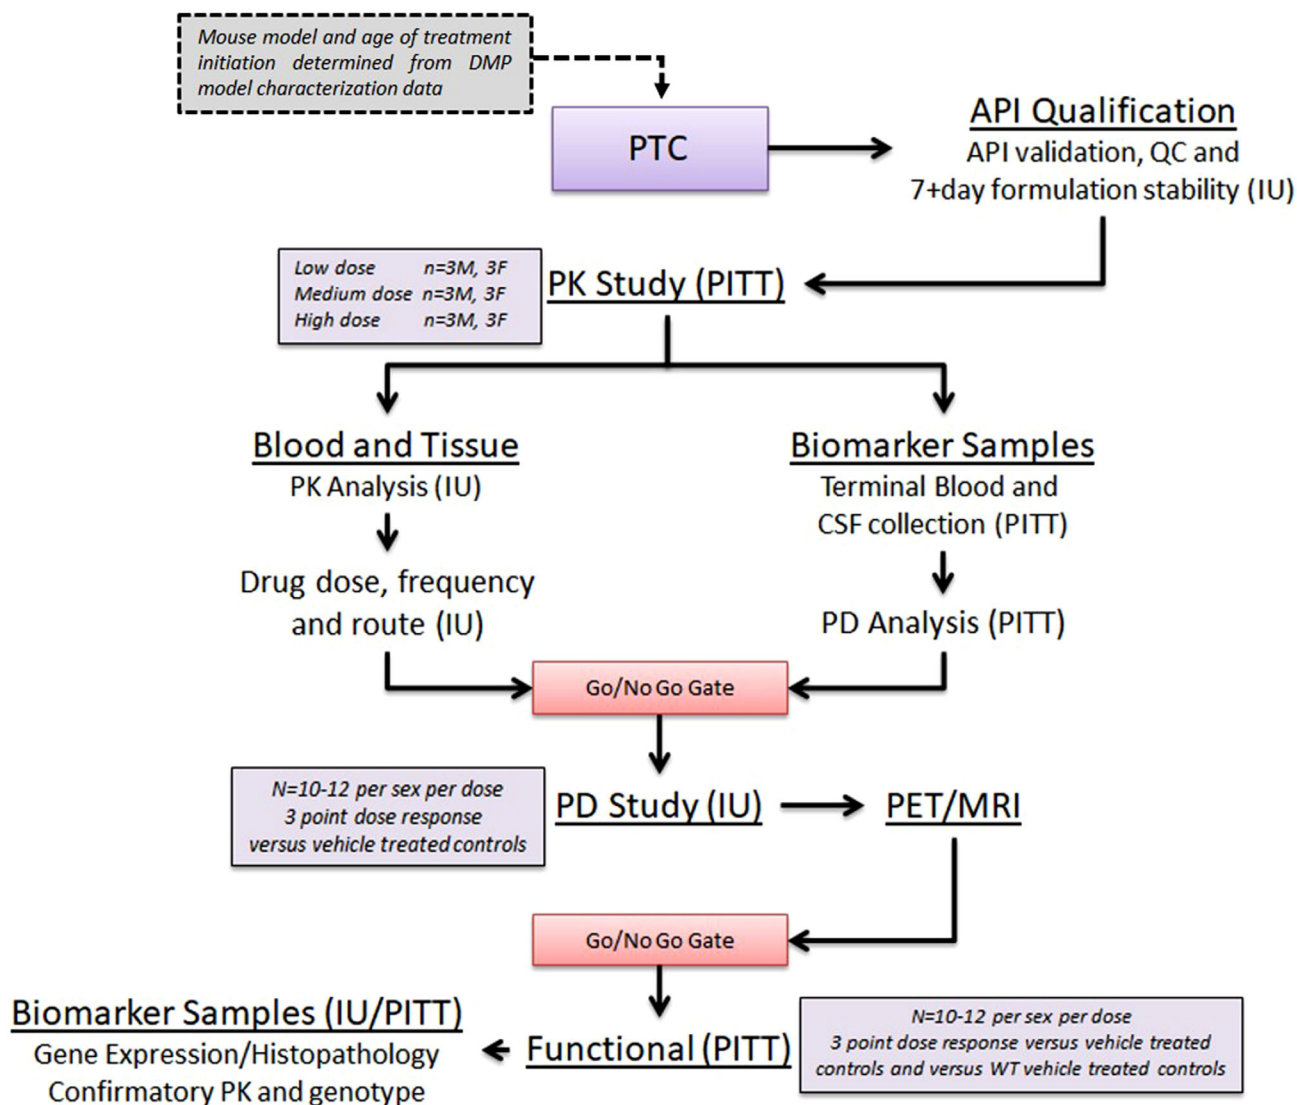 Mouse model and age of treatment
initiation determined from DMP
model characterization data
PTC
API Qualification
API validation, QC and
7+day formulation stability (IU)
Low dose n=3M, 3F
Medium dose n=3M, 3F
High dose n=3M, 3F
PK Study (PITT)
Blood and Tissue
PK Analysis (IU)
Drug dose, frequency
and route (IU)
Biomarker Samples
Terminal Blood and
CSF collection (PITT)
PD Analysis (PITT)
Go/No Go Gate
N=10-12 per sex per dose
3 point dose response
versus vehicle treated controls
PD Study (IU)
PET/MRI
Go/No Go Gate
Functional (PITT)
N=10-12 per sex per dose
3 point dose response versus vehicle treated
controls and versus WT vehicle treated controls
Biomarker Samples (IU/PITT)
Gene Expression/Histopathology
Confirmatory PK and genotype